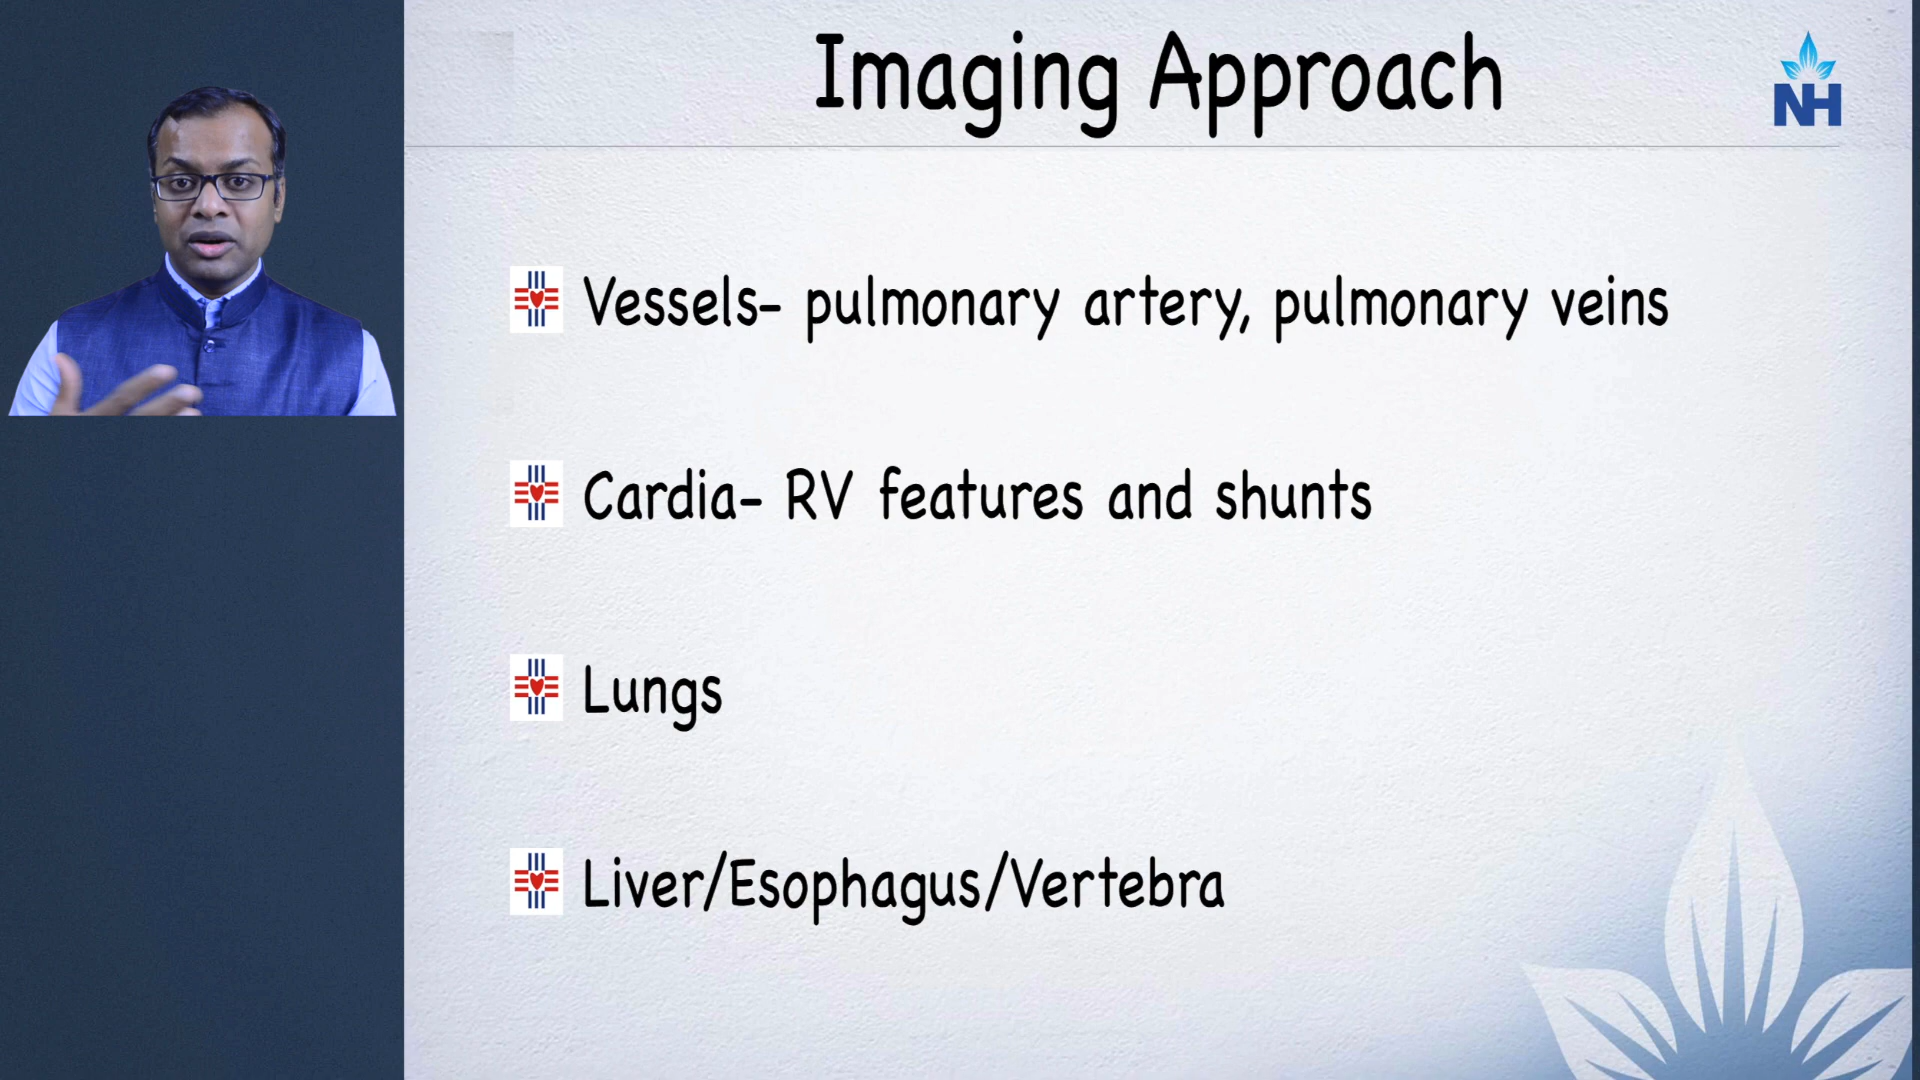 Imaging Approach
NH
Vessels- pulmonary artery, pulmonary veins
Cardia- RV features and shunts
Lungs
Liver/Esophagus/Vertebra